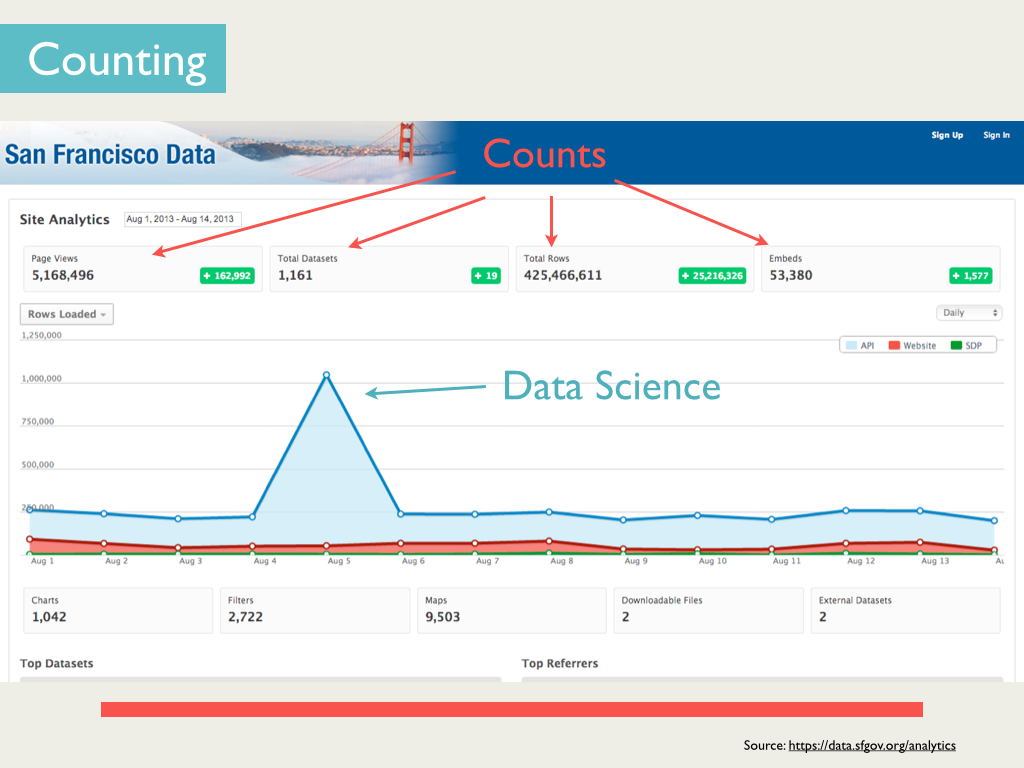 Counting
San Francisco Data
Counts
Sign Up Sign In
Site Analytics Aug 1, 2013 - Aug 14, 2013
Page Views
5,168,496 + 162,992
Total Datasets
1,161 + 19
Total Rows
425,466,611 + 25,216,326
Embeds
53,380 + 1,577
Rows Loaded
Daily
API Website SDP
1,250,000
1,000,000
750,000
500,000
250,000
Data Science
Aug 1 Aug 2 Aug 3 Aug 4 Aug 5 Aug 6 Aug 7 Aug 8 Aug 9 Aug 10 Aug 11 Aug 12 Aug 13
Charts
1,042
Filters
2,722
Maps
9,503
Downloadable Files
2
External Datasets
2
Top Datasets Top Referrers
Source: https://data.sfgov.org/analytics